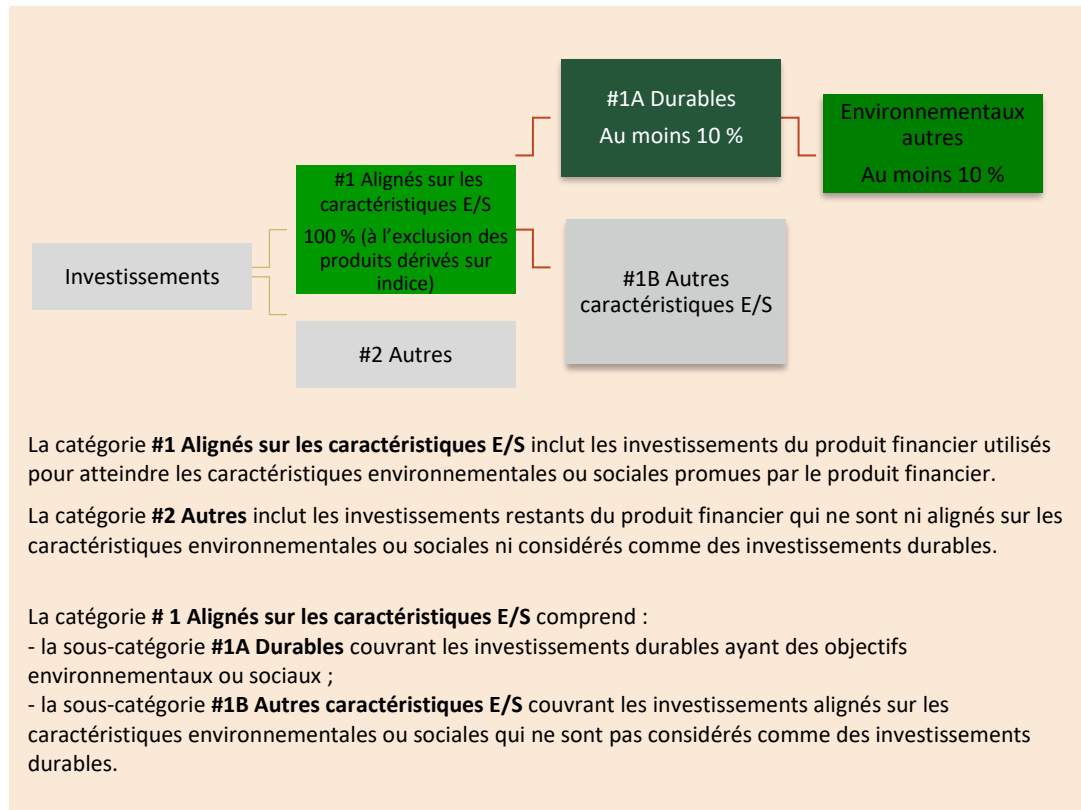 #1A Durables
Au moins 10 %
Environnementaux
autres
Au moins 10 %
#1 Alignés sur les
caractéristiques E/S
100 % (à l’exclusion des
produits dérivés sur
indice)
Investissements
#1B Autres
caractéristiques E/S
#2 Autres
La catégorie #1 Alignés sur les caractéristiques E/S inclut les investissements du produit financier utilisés
pour atteindre les caractéristiques environnementales ou sociales promues par le produit financier.
La catégorie #2 Autres inclut les investissements restants du produit financier qui ne sont ni alignés sur les
caractéristiques environnementales ou sociales ni considérés comme des investissements durables.
La catégorie # 1 Alignés sur les caractéristiques E/S comprend :
- la sous-catégorie #1A Durables couvrant les investissements durables ayant des objectifs
environnementaux ou sociaux ;
- la sous-catégorie #1B Autres caractéristiques E/S couvrant les investissements alignés sur les
caractéristiques environnementales ou sociales qui ne sont pas considérés comme des investissements
durables.